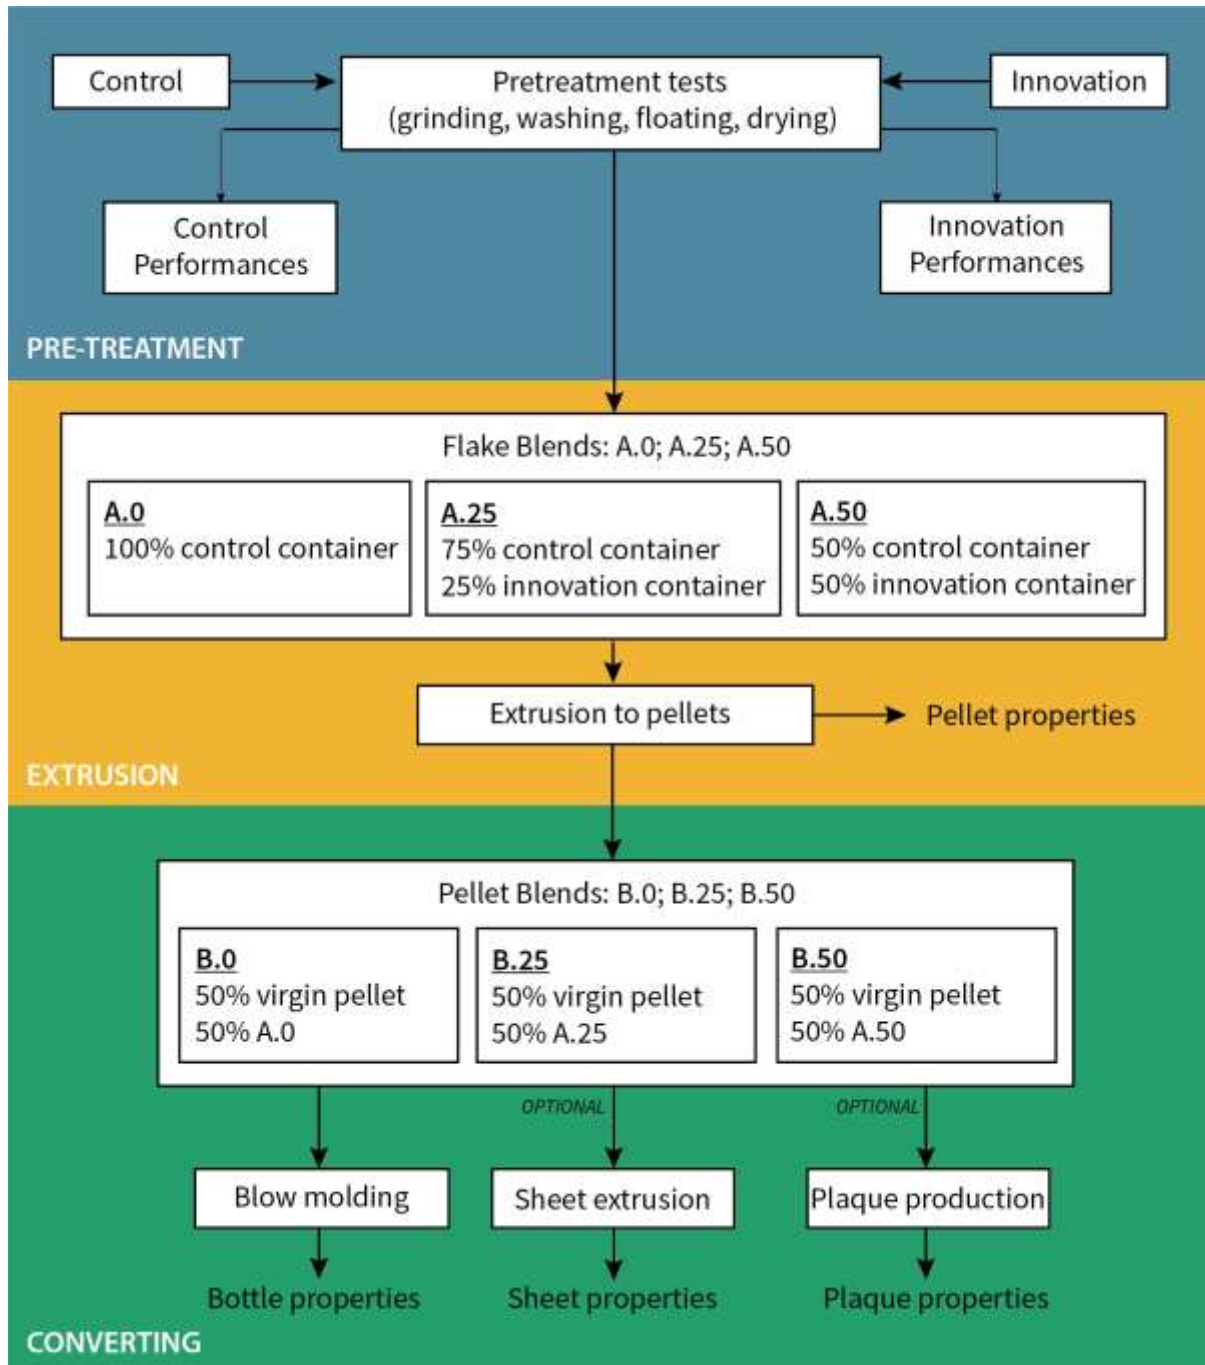 Control
Pretreatment tests
(grinding, washing, floating, drying)
Innovation
Control
Performances
Innovation
Performances
PRE-TREATMENT
Flake Blends: A.0; A.25; A.50
A.0
100% control container
A.25
75% control container
25% innovation container
A.50
50% control container
50% innovation container
Extrusion to pellets
Pellet properties
EXTRUSION
Pellet Blends: B.0; B.25; B.50
B.0
50% virgin pellet
50% A.0
B.25
50% virgin pellet
50% A.25
B.50
50% virgin pellet
50% A.50
OPTIONAL
OPTIONAL
Blow molding
Sheet extrusion
Plaque production
Bottle properties
Sheet properties
Plaque properties
CONVERTING